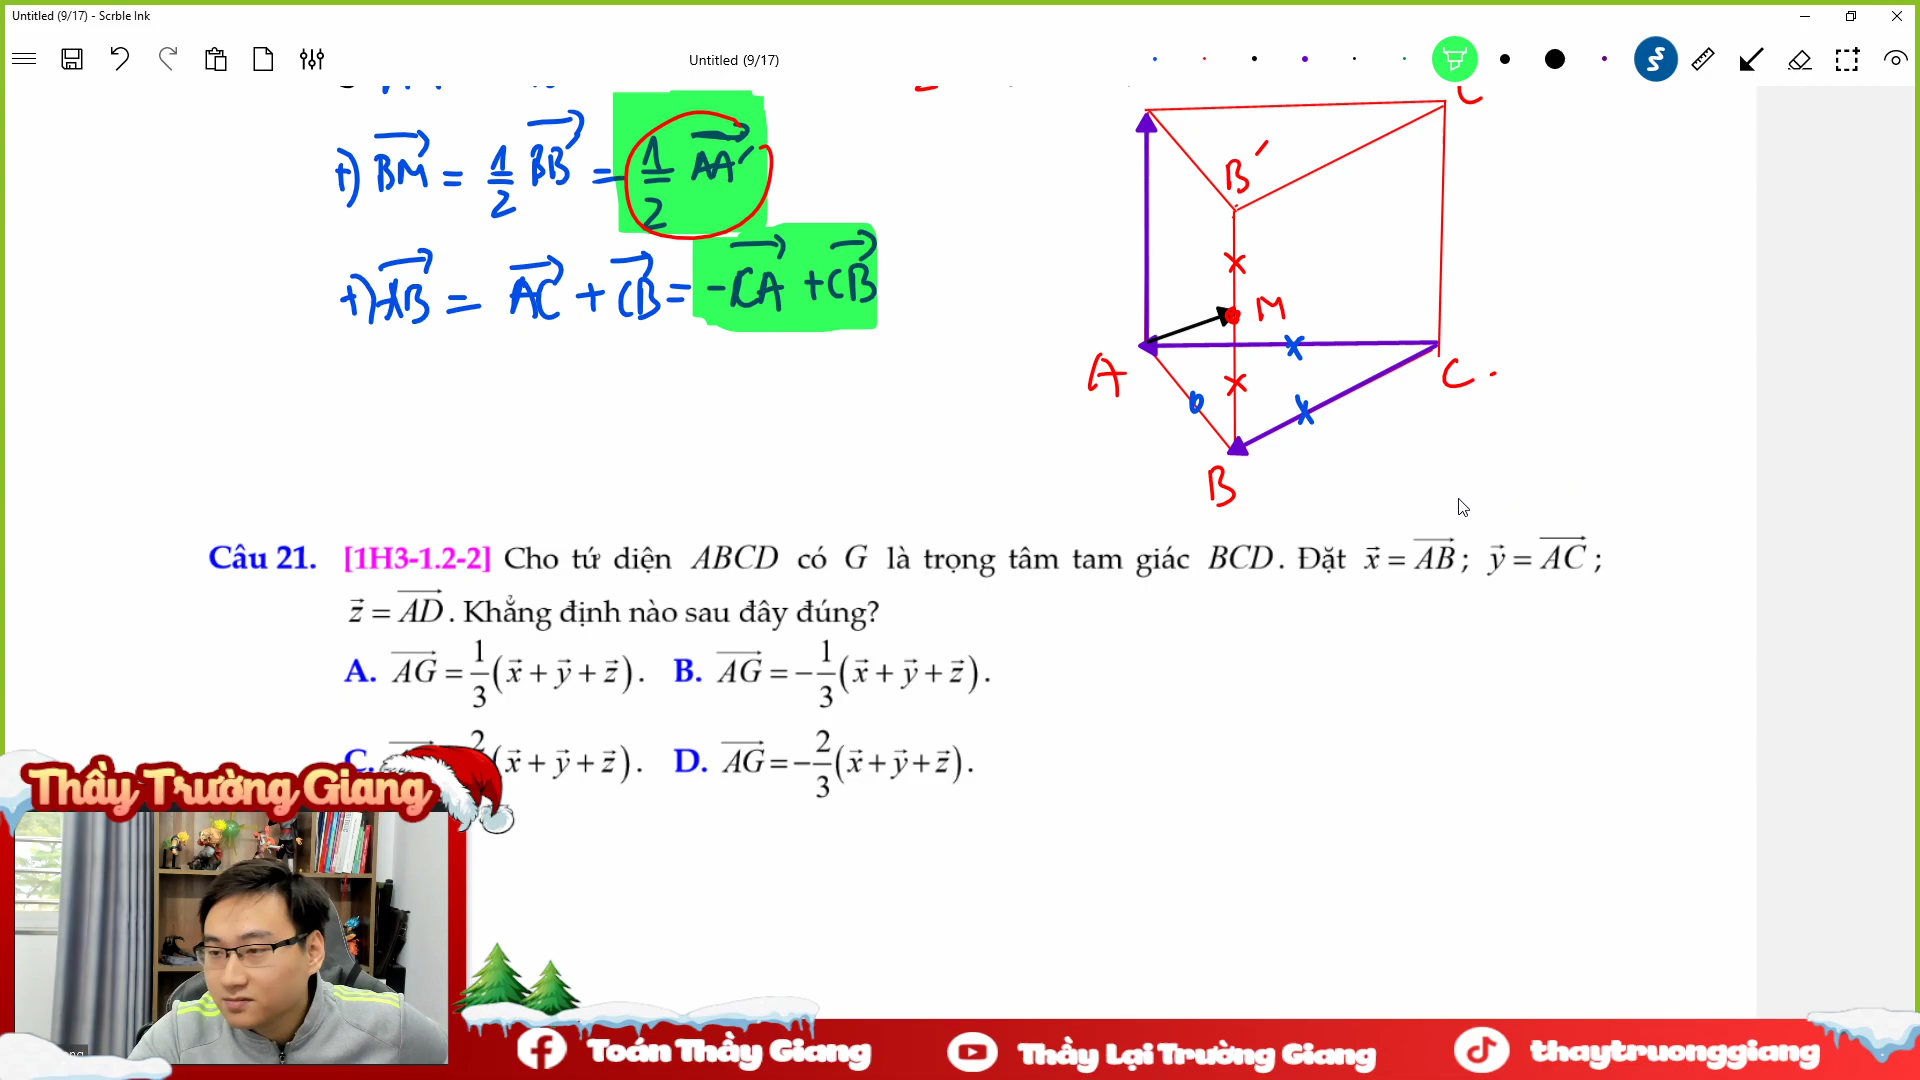 Untitled (9/17) - Scrble Ink
Untitled (9/17)
+) BM = 1/2 BB' = 1/2 AA'
+) AB = AC + CB = -CA + CB
B'
M
A
C
B
Câu 21. [1H3-1.2-2] Cho tứ diện ABCD có G là trọng tâm tam giác BCD. Đặt x⃗ = AB⃗; y⃗ = AC⃗;
z⃗ = AD⃗. Khẳng định nào sau đây đúng?
A. AG⃗ = 1/3(x⃗ + y⃗ + z⃗). B. AG⃗ = −1/3(x⃗ + y⃗ + z⃗).
C. 2 (x⃗ + y⃗ + z⃗). D. AG⃗ = −2/3(x⃗ + y⃗ + z⃗).
Thầy Trường Giang
Toán Thầy Giang
Thầy Lại Trường Giang
thaytruonggiang